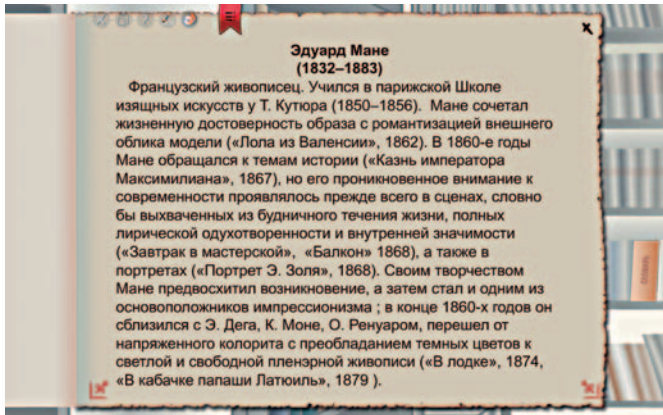 Эдуард Мане
(1832–1883)
Французский живописец. Учился в парижской Школе
изящных искусств у Т. Кутюра (1850–1856). Мане сочетал
жизненную достоверность образа с романтизацией внешнего
облика модели («Лола из Валенсии», 1862). В 1860-е годы
Мане обращался к темам истории («Казнь императора
Максимилиана», 1867), но его проникновенное внимание к
современности проявлялось прежде всего в сценах, словно
бы выхваченных из будничного течения жизни, полных
лирической одухотворенности и внутренней значимости
(«Завтрак в мастерской», «Балкон» 1868), а также в
портретах («Портрет Э. Золя», 1868). Своим творчеством
Мане предвосхитил возникновение, а затем стал и одним из
основоположников импрессионизма ; в конце 1860-х годов он
сблизился с Э. Дега, К. Моне, О. Ренуаром, перешел от
напряженного колорита с преобладанием темных цветов к
светлой и свободной пленэрной живописи («В лодке», 1874,
«В кабачке папаши Латюиль», 1879 ).